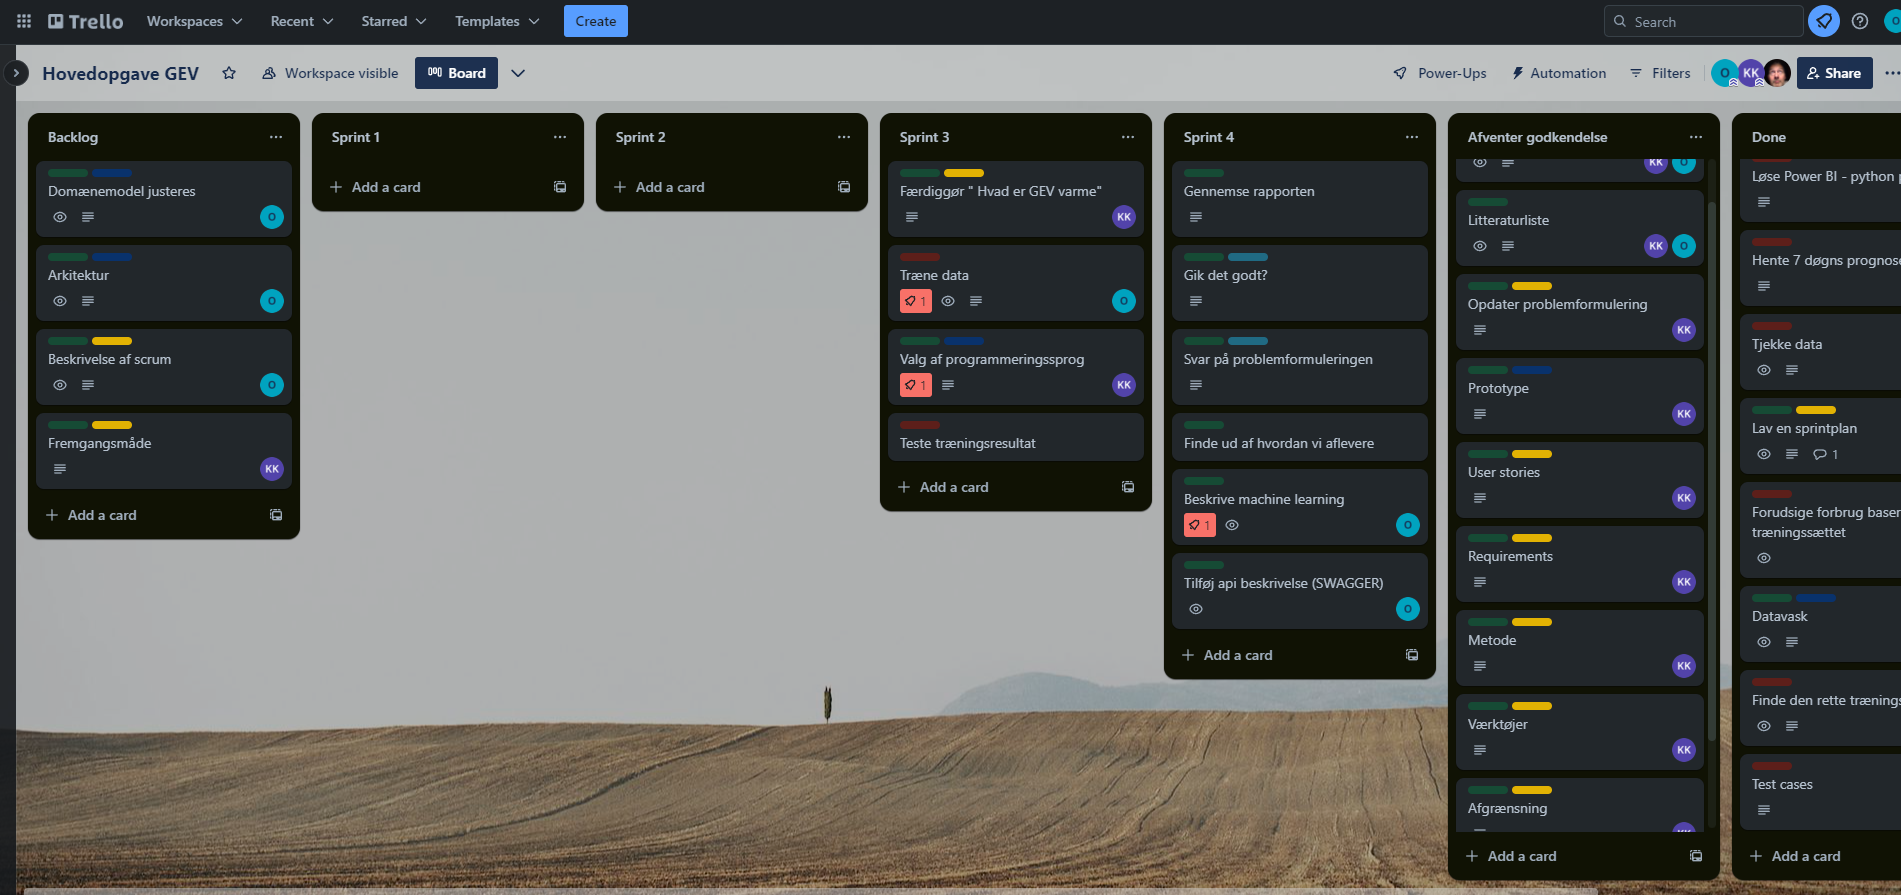 Trello
Workspaces
Recent
Starred
Templates
Create
Search
Hovedopgave GEV
Workspace visible
Board
Power-Ups
Automation
Filters
O
KK
Share
Backlog
Domænemodel justeres
O
Arkitektur
O
Beskrivelse af scrum
O
Fremgangsmåde
KK
Add a card
Sprint 1
Add a card
Sprint 2
Add a card
Sprint 3
Færdiggør " Hvad er GEV varme"
KK
Træne data
1
O
Valg af programmeringssprog
1
KK
Teste træningsresultat
Add a card
Sprint 4
Gennemse rapporten
Gik det godt?
Svar på problemformuleringen
Finde ud af hvordan vi aflevere
Beskrive machine learning
1
O
Tilføj api beskrivelse (SWAGGER)
O
Add a card
Afventer godkendelse
KK O
Litteraturliste
KK O
Opdater problemformulering
KK
Prototype
KK
User stories
KK
Requirements
KK
Metode
KK
Værktøjer
KK
Afgrænsning
KK
Add a card
Done
Løse Power BI - python
Hente 7 døgns prognose
Tjekke data
Lav en sprintplan
1
Forudsige forbrug baser
træningssættet
Datavask
Finde den rette trænings
Test cases
Add a card